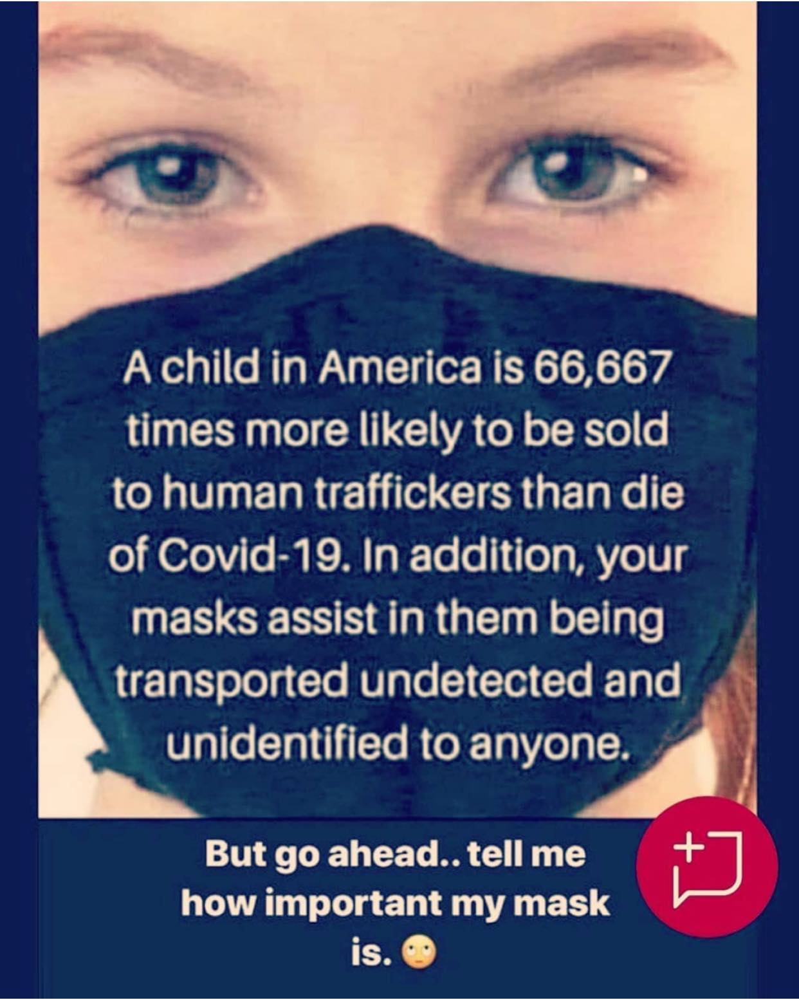 A child in America is 66,667
times more likely to be sold
to human traffickers than die
of Covid-19. In addition, your
masks assist in them being
transported undetected and
unidentified to anyone.
But go ahead.. tell me
how important my mask
is. 🙄